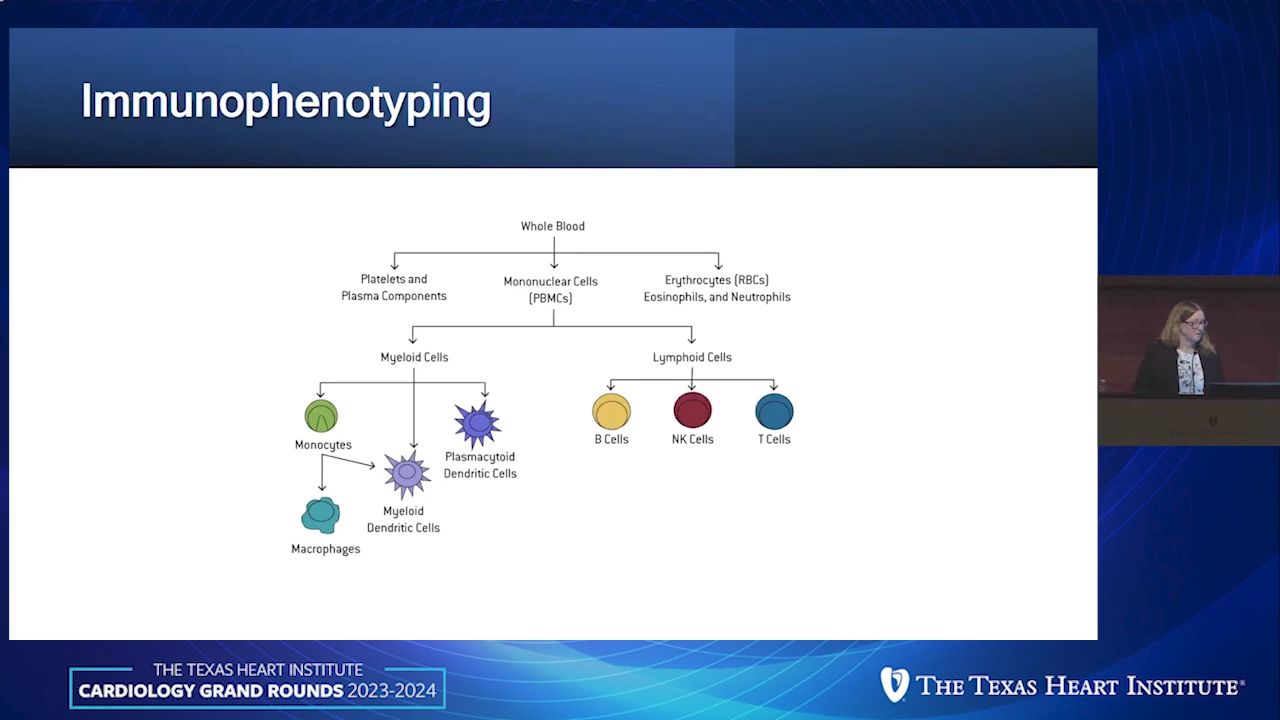 Immunophenotyping
Whole Blood
Platelets and
Plasma Components
Mononuclear Cells
(PBMCs)
Erythrocytes (RBCs)
Eosinophils, and Neutrophils
Myeloid Cells
Lymphoid Cells
Monocytes
Plasmacytoid
Dendritic Cells
B Cells
NK Cells
T Cells
Myeloid
Dendritic Cells
Macrophages
THE TEXAS HEART INSTITUTE
CARDIOLOGY GRAND ROUNDS 2023-2024
THE TEXAS HEART INSTITUTE®